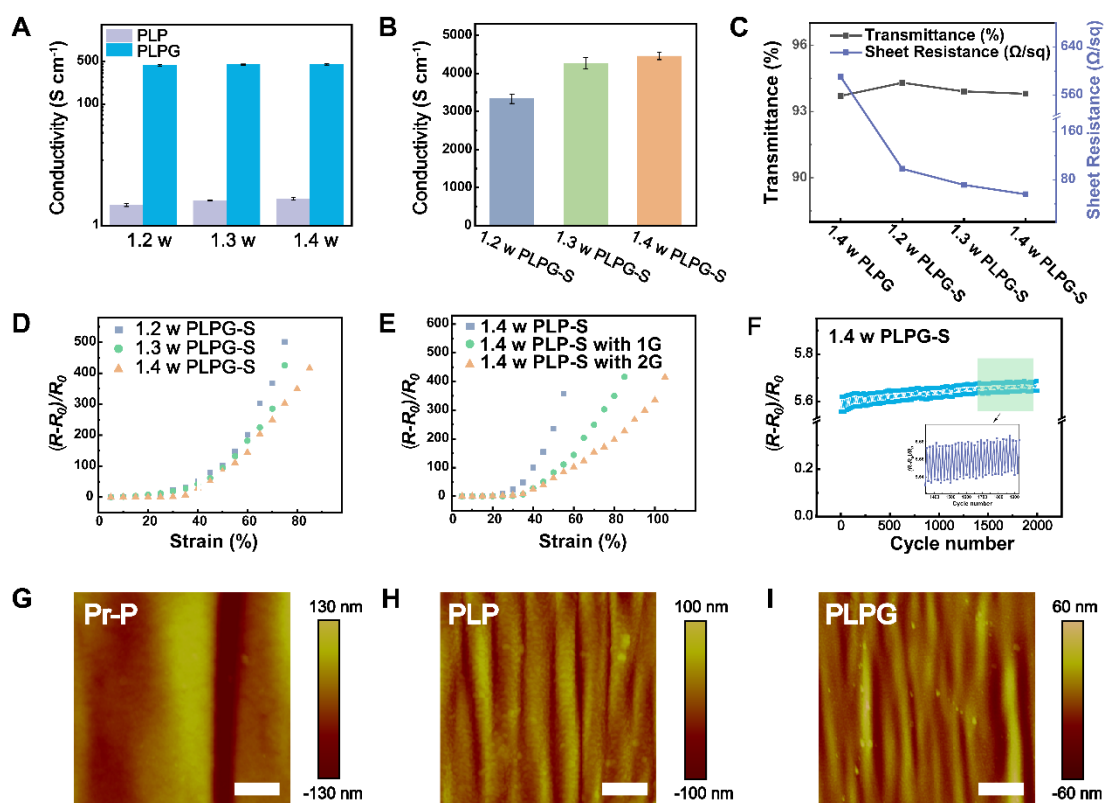 A
PLP
PLPG
Conductivity (S cm⁻¹)
500
100
1
1.2 w
1.3 w
1.4 w
B
Conductivity (S cm⁻¹)
5000
4000
3000
2000
1000
0
1.2 w PLPG-S
1.3 w PLPG-S
1.4 w PLPG-S
C
Transmittance (%)
Sheet Resistance (Ω/sq)
Transmittance (%)
96
93
90
Sheet Resistance (Ω/sq)
640
560
160
80
1.4 w PLPG
1.2 w PLPG-S
1.3 w PLPG-S
1.4 w PLPG-S
D
1.2 w PLPG-S
1.3 w PLPG-S
1.4 w PLPG-S
(R-R₀)/R₀
500
400
300
200
100
0
0 20 40 60 80
Strain (%)
E
1.4 w PLP-S
1.4 w PLP-S with 1G
1.4 w PLP-S with 2G
(R-R₀)/R₀
600
500
400
300
200
100
0
0 20 40 60 80 100
Strain (%)
F
1.4 w PLPG-S
(R-R₀)/R₀
5.8
5.6
0.2
0.0
0 500 1000 1500 2000
Cycle number
Cycle number
G
Pr-P
130 nm
-130 nm
H
PLP
100 nm
-100 nm
I
PLPG
60 nm
-60 nm